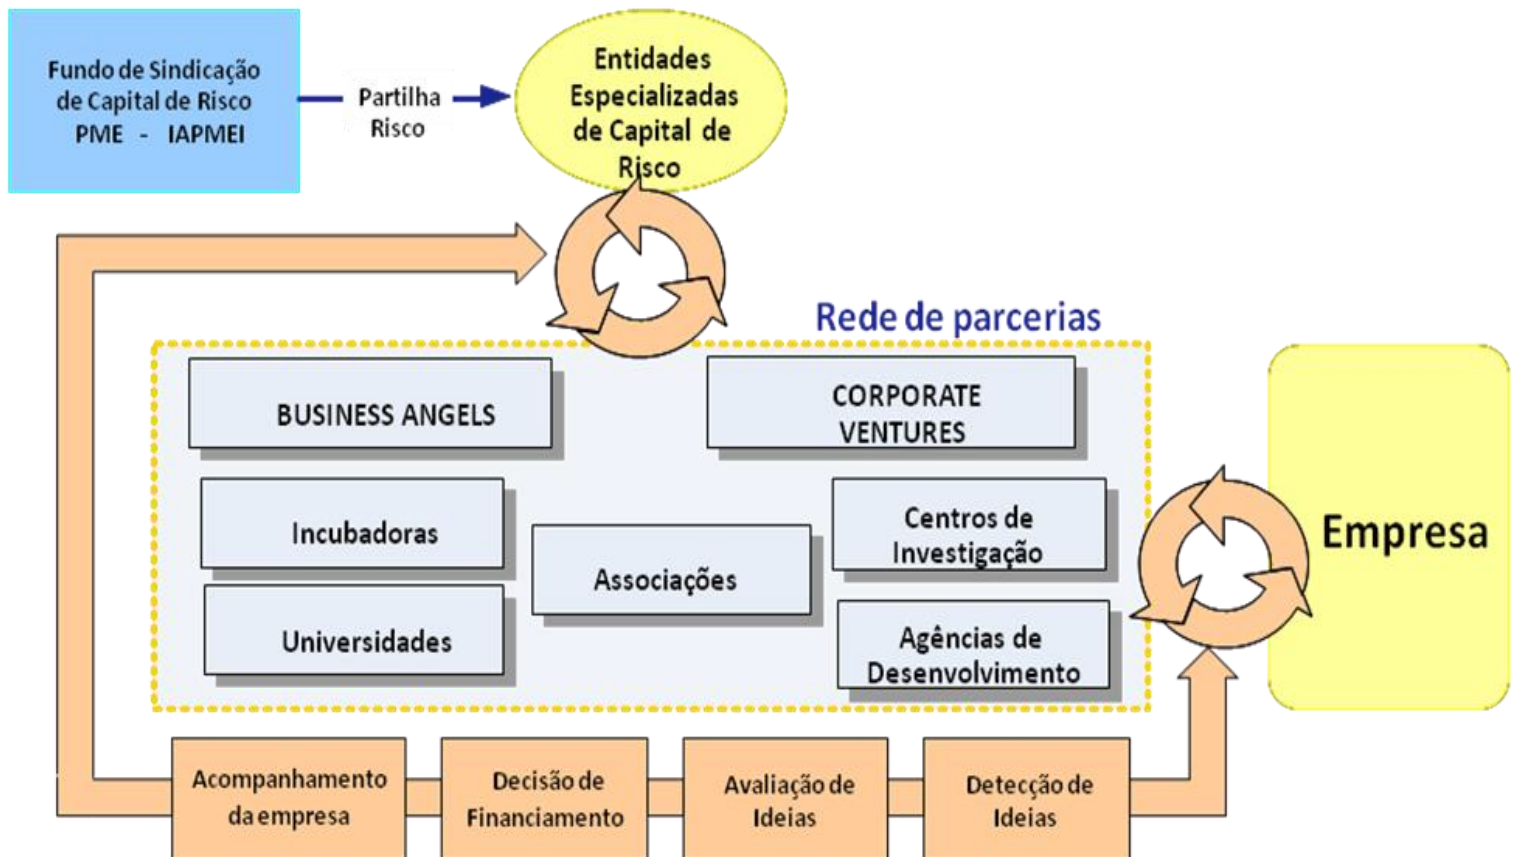 Fundo de Sindicação
de Capital de Risco
PME - IAPMEI
Partilha
Risco
Entidades
Especializadas
de Capital de
Risco
Rede de parcerias
BUSINESS ANGELS
CORPORATE
VENTURES
Incubadoras
Associações
Centros de
Investigação
Universidades
Agências de
Desenvolvimento
Empresa
Acompanhamento
da empresa
Decisão de
Financiamento
Avaliação de
Ideias
Detecção de
Ideias